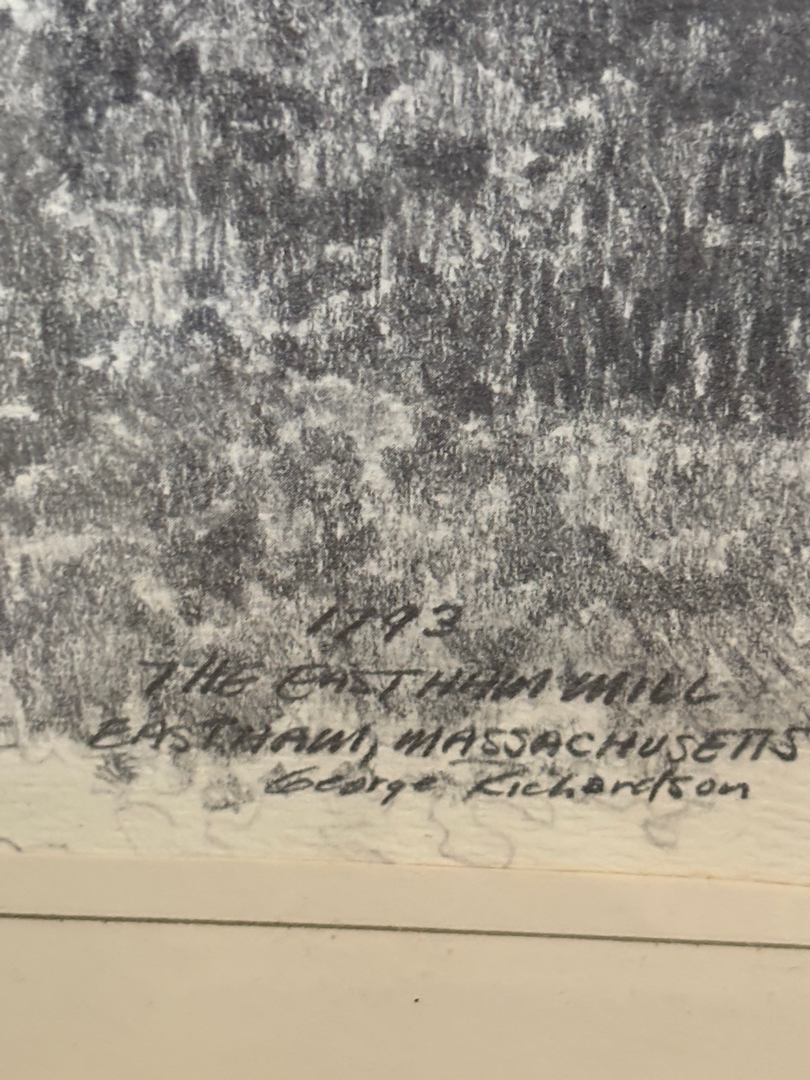 1793
THE EASTHAM MILL
EASTHAM, MASSACHUSETTS
George Richardson